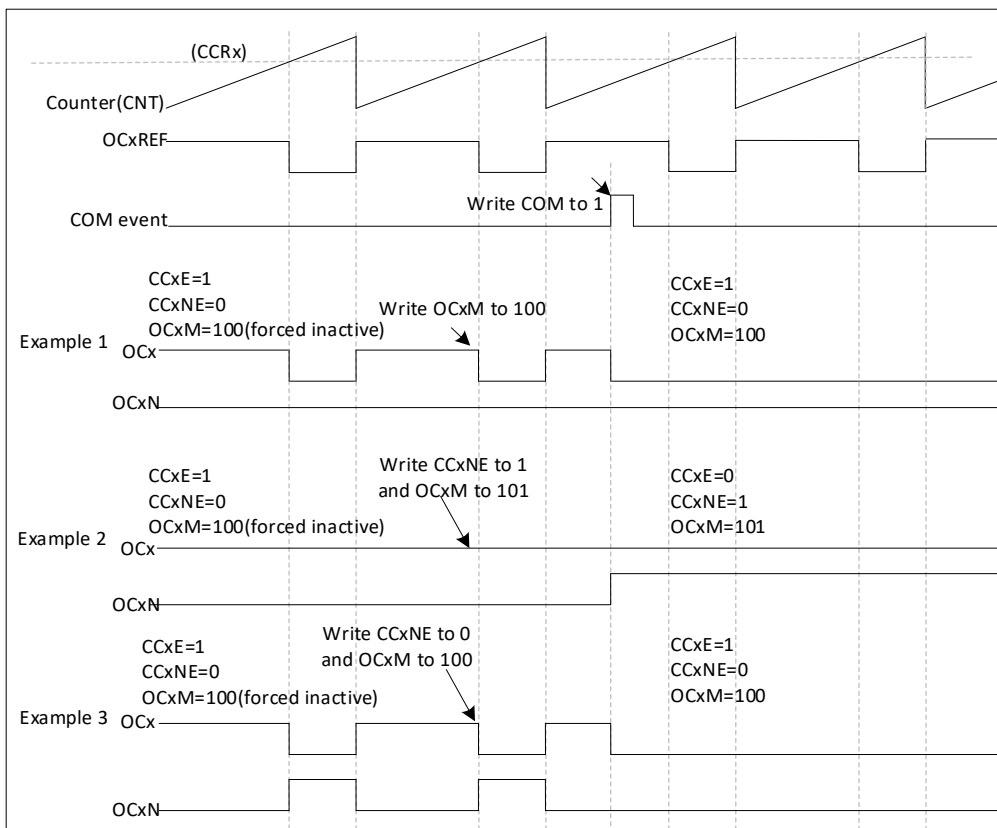 (CCRx)
Counter(CNT)
OCxREF
Write COM to 1
COM event
CCxE=1
CCxNE=0
OCxM=100(forced inactive)
Write OCxM to 100
CCxE=1
CCxNE=0
OCxM=100
Example 1
OCx
OCxN
CCxE=1
CCxNE=0
OCxM=100(forced inactive)
Write CCxNE to 1
and OCxM to 101
CCxE=0
CCxNE=1
OCxM=101
Example 2
OCx
OCxN
CCxE=1
CCxNE=0
OCxM=100(forced inactive)
Write CCxNE to 0
and OCxM to 100
CCxE=1
CCxNE=0
OCxM=100
Example 3
OCx
OCxN